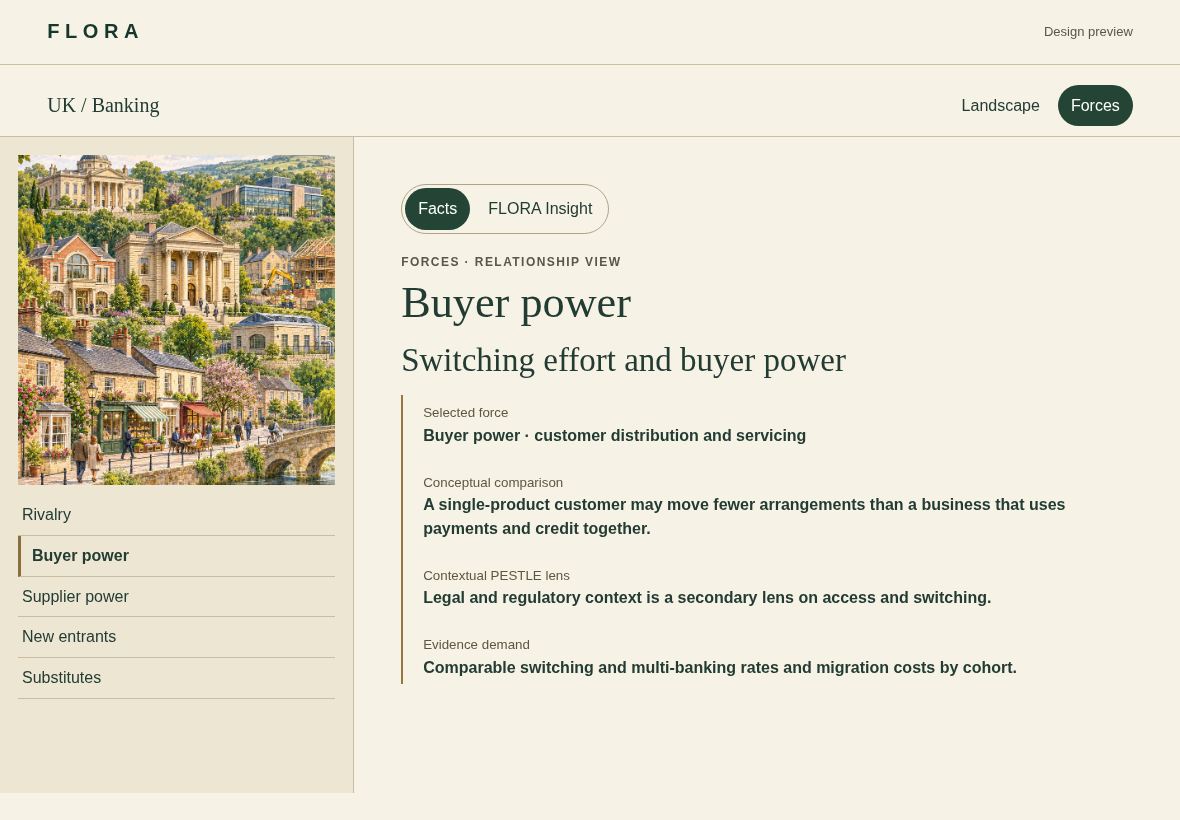 FLORA
Design preview
UK / Banking
Landscape
Forces
Rivalry
Buyer power
Supplier power
New entrants
Substitutes
Facts
FLORA Insight
FORCES · RELATIONSHIP VIEW
Buyer power
Switching effort and buyer power
Selected force
Buyer power · customer distribution and servicing
Conceptual comparison
A single-product customer may move fewer arrangements than a business that uses
payments and credit together.
Contextual PESTLE lens
Legal and regulatory context is a secondary lens on access and switching.
Evidence demand
Comparable switching and multi-banking rates and migration costs by cohort.